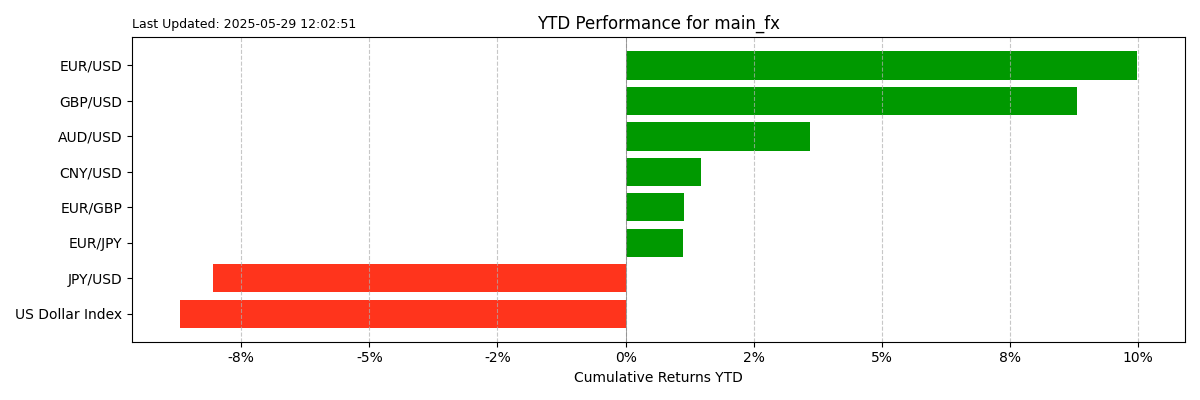 Last Updated: 2025-05-29 12:02:51
YTD Performance for main_fx
EUR/USD
GBP/USD
AUD/USD
CNY/USD
EUR/GBP
EUR/JPY
JPY/USD
US Dollar Index
-8% -5% -2% 0% 2% 5% 8% 10%
Cumulative Returns YTD